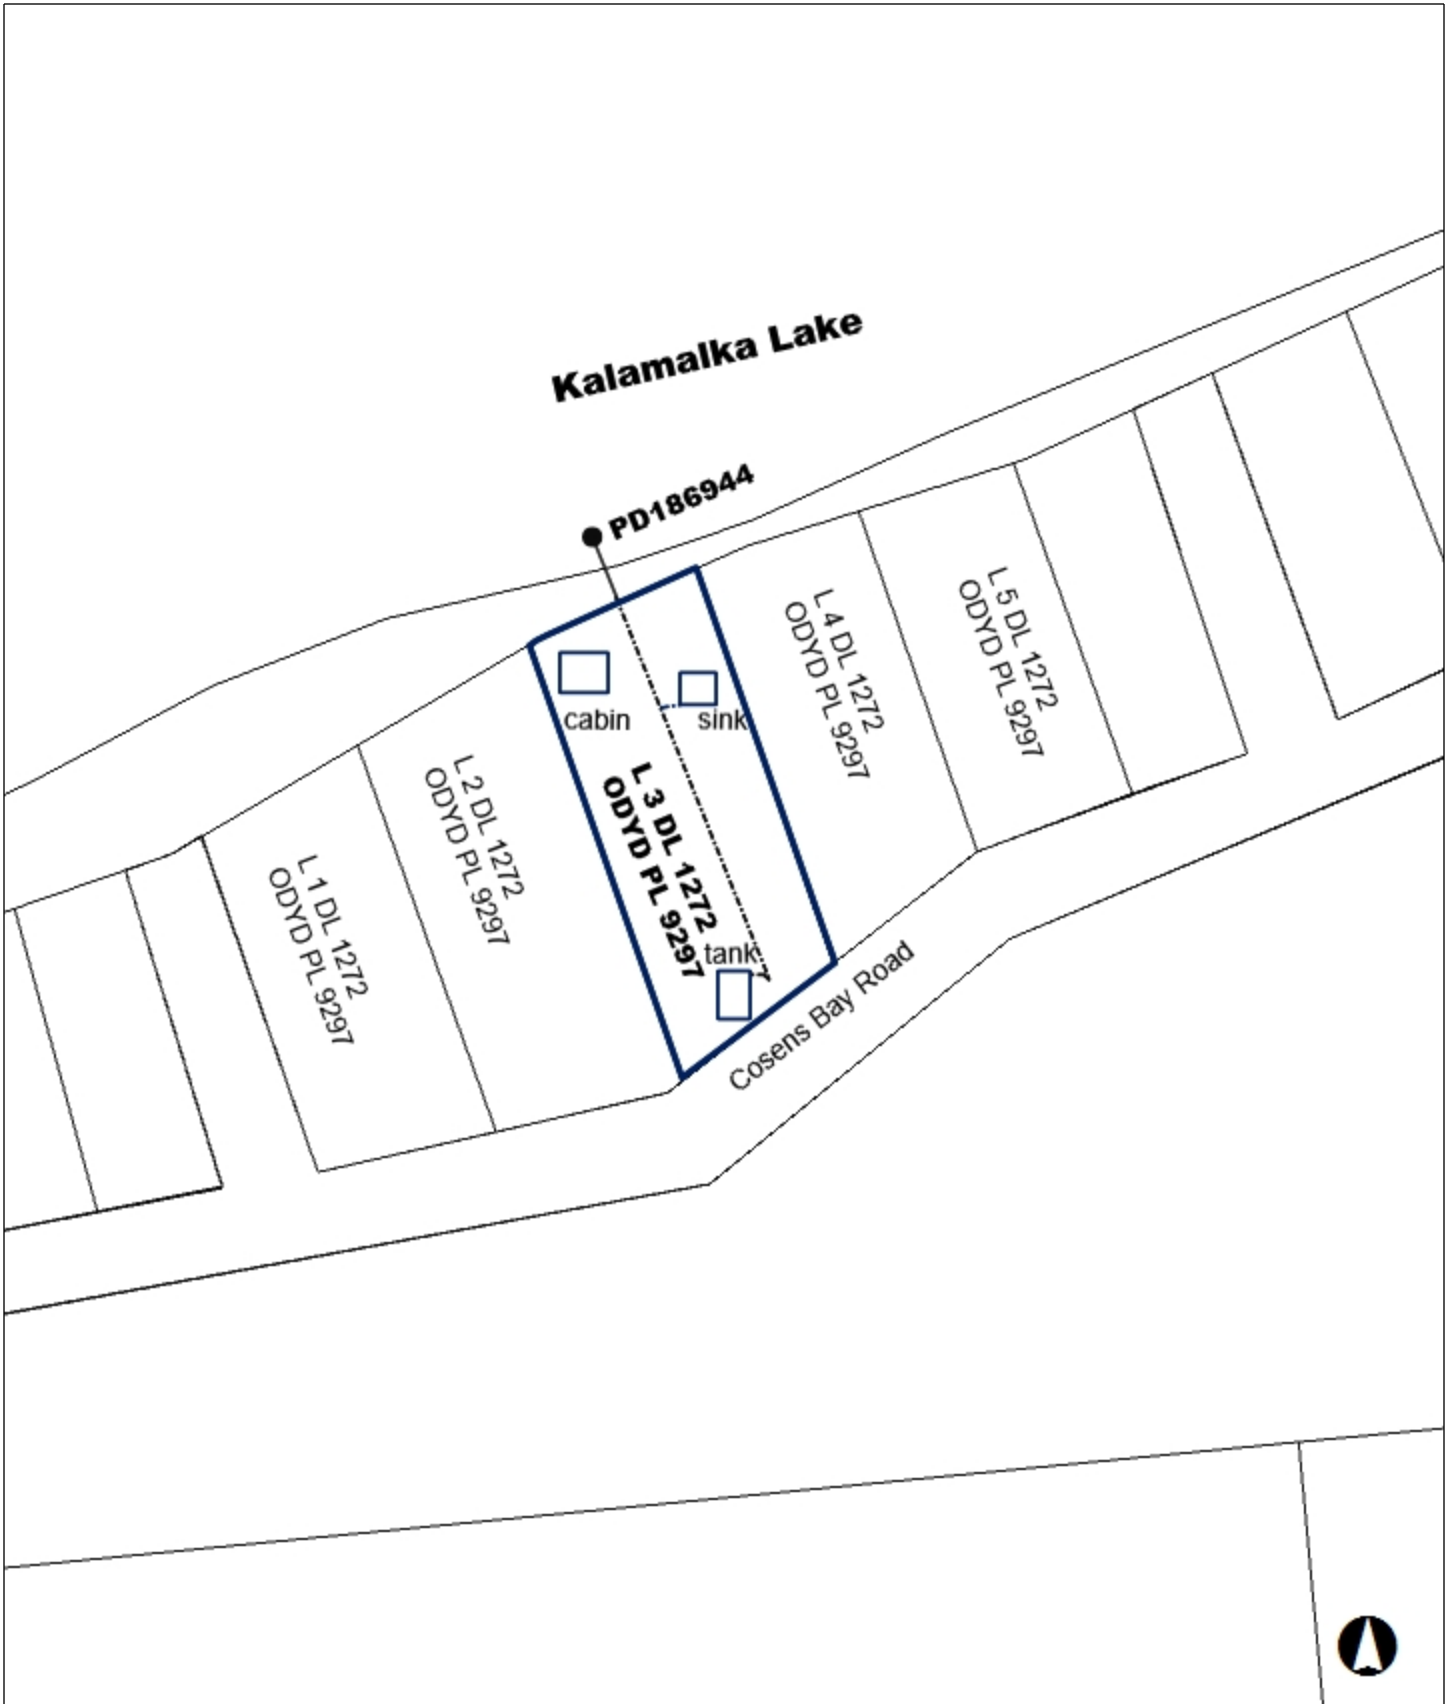 Kalamalka Lake
PD186944
cabin
sink
L 1 DL 1272
ODYD PL 9297
L 2 DL 1272
ODYD PL 9297
L 3 DL 1272
ODYD PL 9297
L 4 DL 1272
ODYD PL 9297
L 5 DL 1272
ODYD PL 9297
tank
Cosens Bay Road